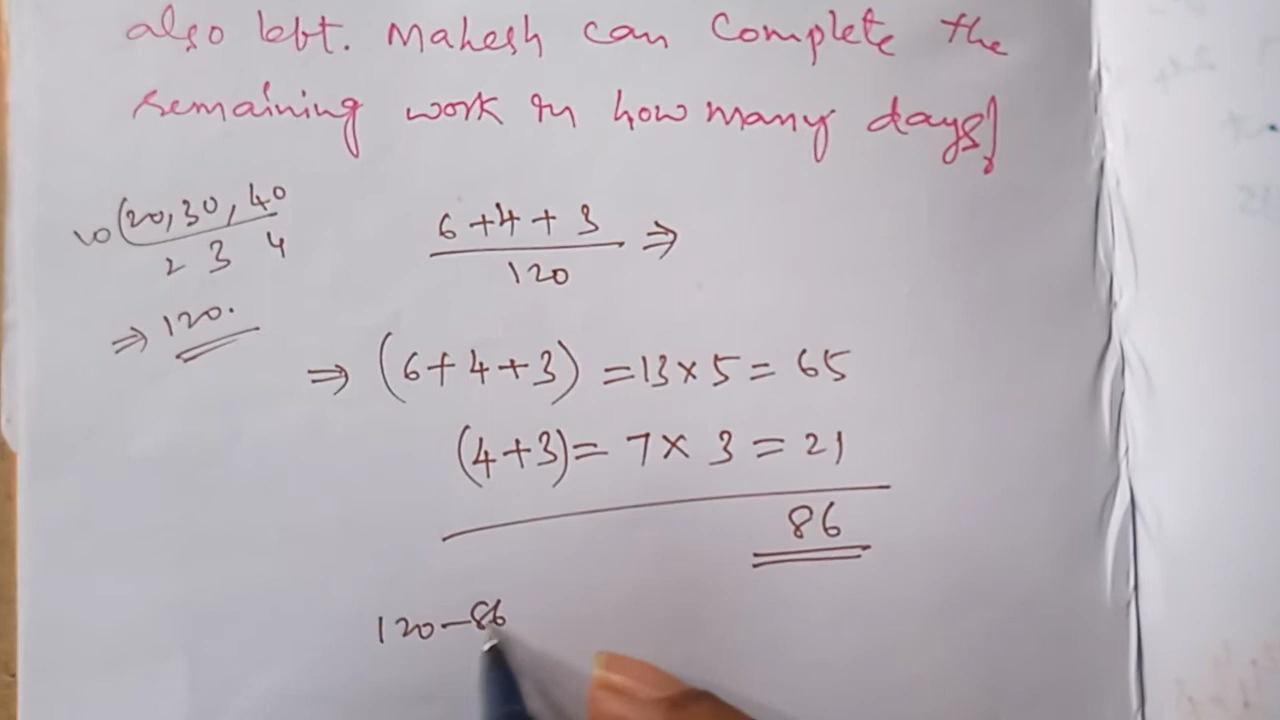 also left. Mahesh can Complete the
remaining work in how many days?
10 (20, 30, 40
2 3 4
⇒ 120.
6 + 4 + 3 ⇒
120
⇒ (6 + 4 + 3) = 13 × 5 = 65
(4 + 3) = 7 × 3 = 21
86
120 - 86